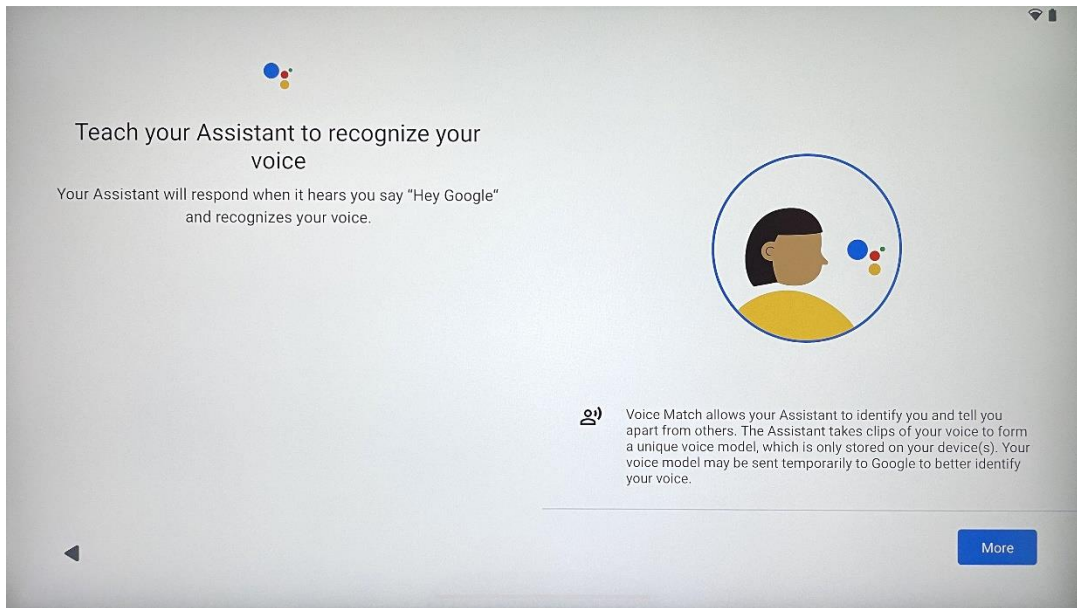 Teach your Assistant to recognize your
voice
Your Assistant will respond when it hears you say “Hey Google“
and recognizes your voice.
Voice Match allows your Assistant to identify you and tell you
apart from others. The Assistant takes clips of your voice to form
a unique voice model, which is only stored on your device(s). Your
voice model may be sent temporarily to Google to better identify
your voice.
More